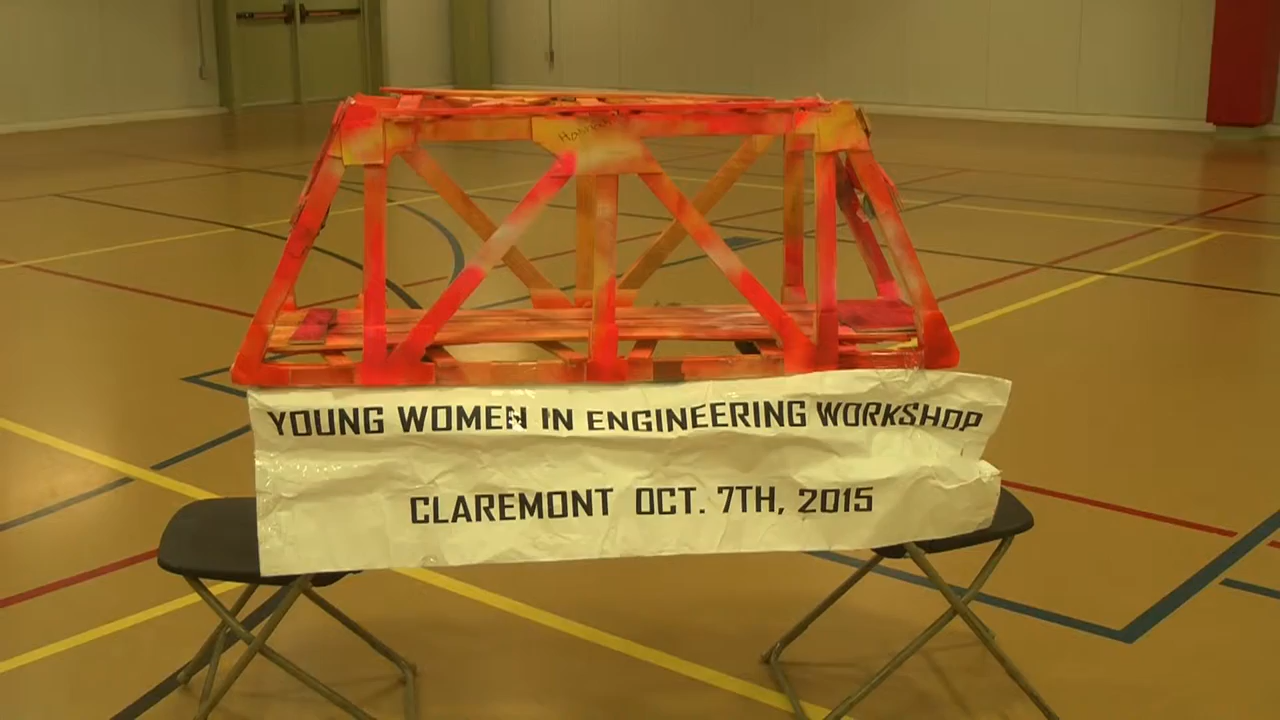 YOUNG WOMEN IN ENGINEERING WORKSHOP
CLAREMONT OCT. 7TH, 2015